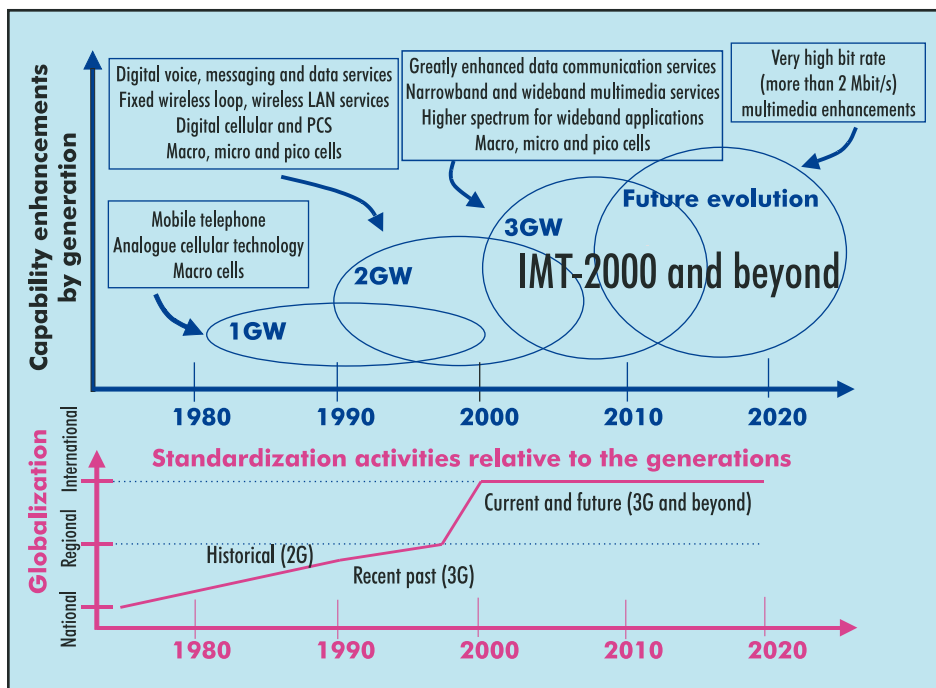 Capability enhancements
by generation
Digital voice, messaging and data services
Fixed wireless loop, wireless LAN services
Digital cellular and PCS
Macro, micro and pico cells
Greatly enhanced data communication services
Narrowband and wideband multimedia services
Higher spectrum for wideband applications
Macro, micro and pico cells
Very high bit rate
(more than 2 Mbit/s)
multimedia enhancements
Mobile telephone
Analogue cellular technology
Macro cells
1GW
2GW
3GW
Future evolution
IMT-2000 and beyond
1980
1990
2000
2010
2020
Standardization activities relative to the generations
Globalization
International
Regional
National
Current and future (3G and beyond)
Historical (2G)
Recent past (3G)
1980
1990
2000
2010
2020